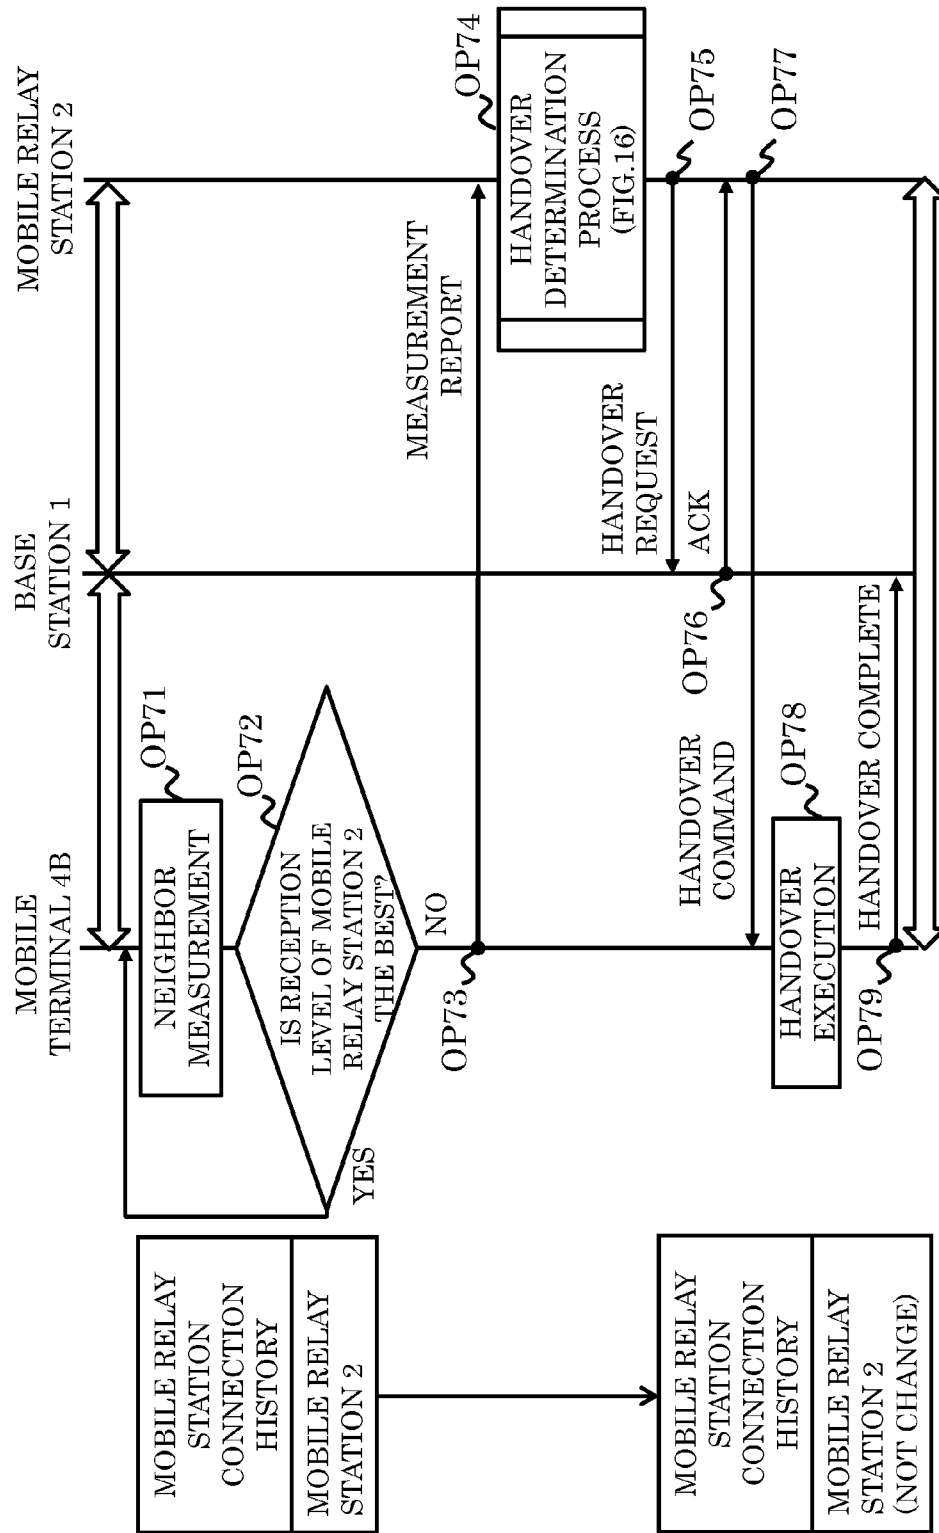 MOBILE
TERMINAL 4B
BASE
STATION 1
MOBILE RELAY
STATION 2
MOBILE RELAY
STATION
CONNECTION
HISTORY
MOBILE RELAY
STATION 2
NEIGHBOR
MEASUREMENT
OP71
OP72
IS RECEPTION
LEVEL OF MOBILE
RELAY STATION 2
THE BEST?
YES
NO
OP73
MEASUREMENT
REPORT
OP74
HANDOVER
DETERMINATION
PROCESS
(FIG.16)
HANDOVER
REQUEST
OP75
ACK
OP76
OP77
HANDOVER
COMMAND
HANDOVER
EXECUTION
OP78
OP79
HANDOVER COMPLETE
MOBILE RELAY
STATION
CONNECTION
HISTORY
MOBILE RELAY
STATION 2
(NOT CHANGE)